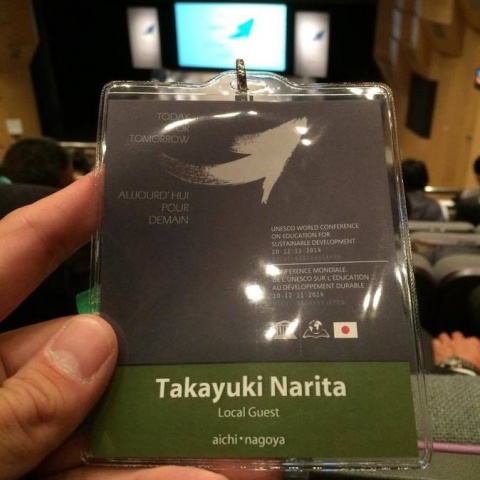 TODAY
FOR
TOMORROW
AUJOURD'HUI
POUR
DEMAIN
UNESCO WORLD CONFERENCE
ON EDUCATION FOR
SUSTAINABLE DEVELOPMENT
10-12·11·2014
CONFÉRENCE MONDIALE
DE L'UNESCO SUR L'ÉDUCATION
AU DÉVELOPPEMENT DURABLE
10-12·11·2014
Takayuki Narita
Local Guest
aichi•nagoya